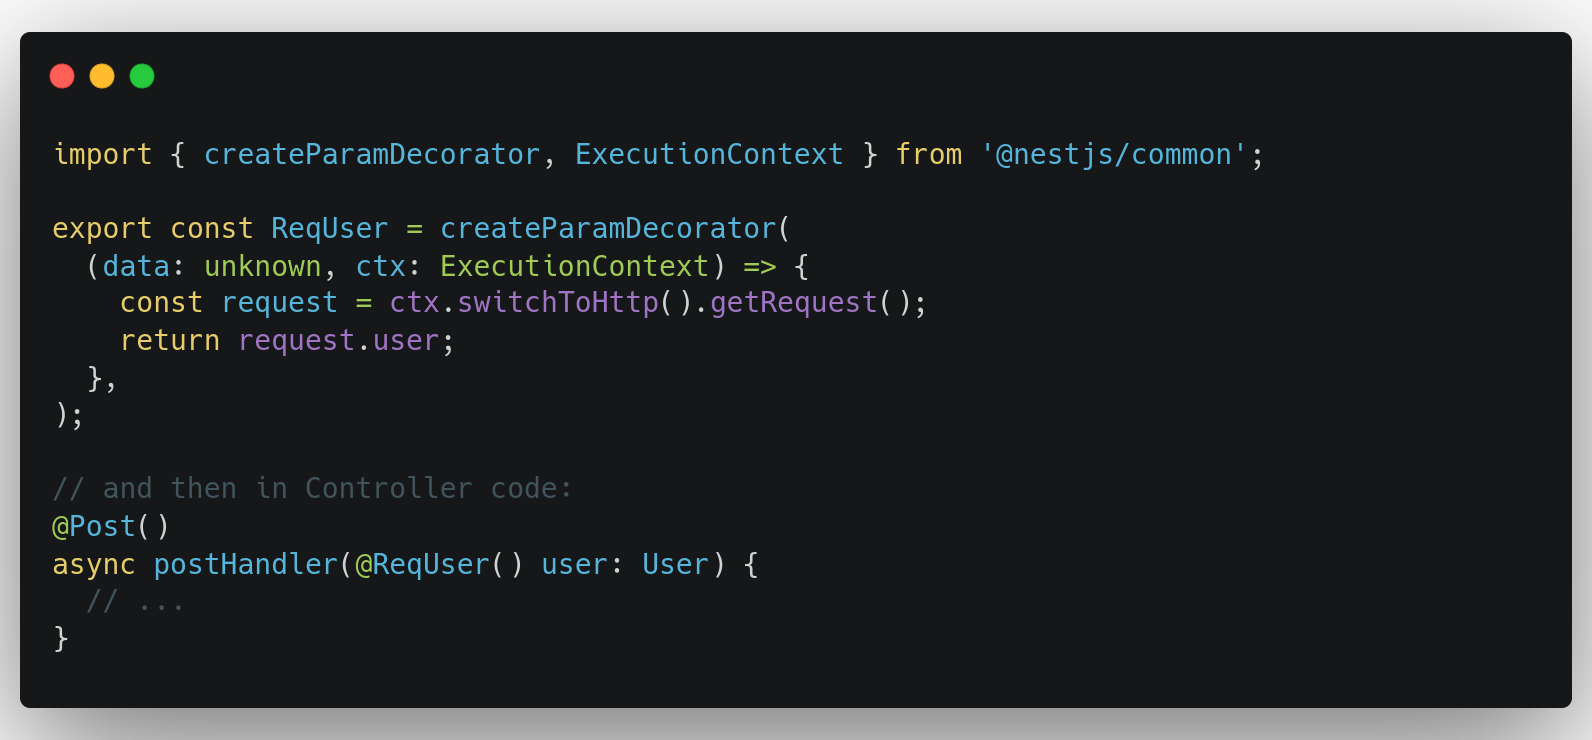 import { createParamDecorator, ExecutionContext } from '@nestjs/common';
export const ReqUser = createParamDecorator(
  (data: unknown, ctx: ExecutionContext) => {
    const request = ctx.switchToHttp().getRequest();
    return request.user;
  },
);
// and then in Controller code:
@Post()
async postHandler(@ReqUser() user: User) {
  // ...
}